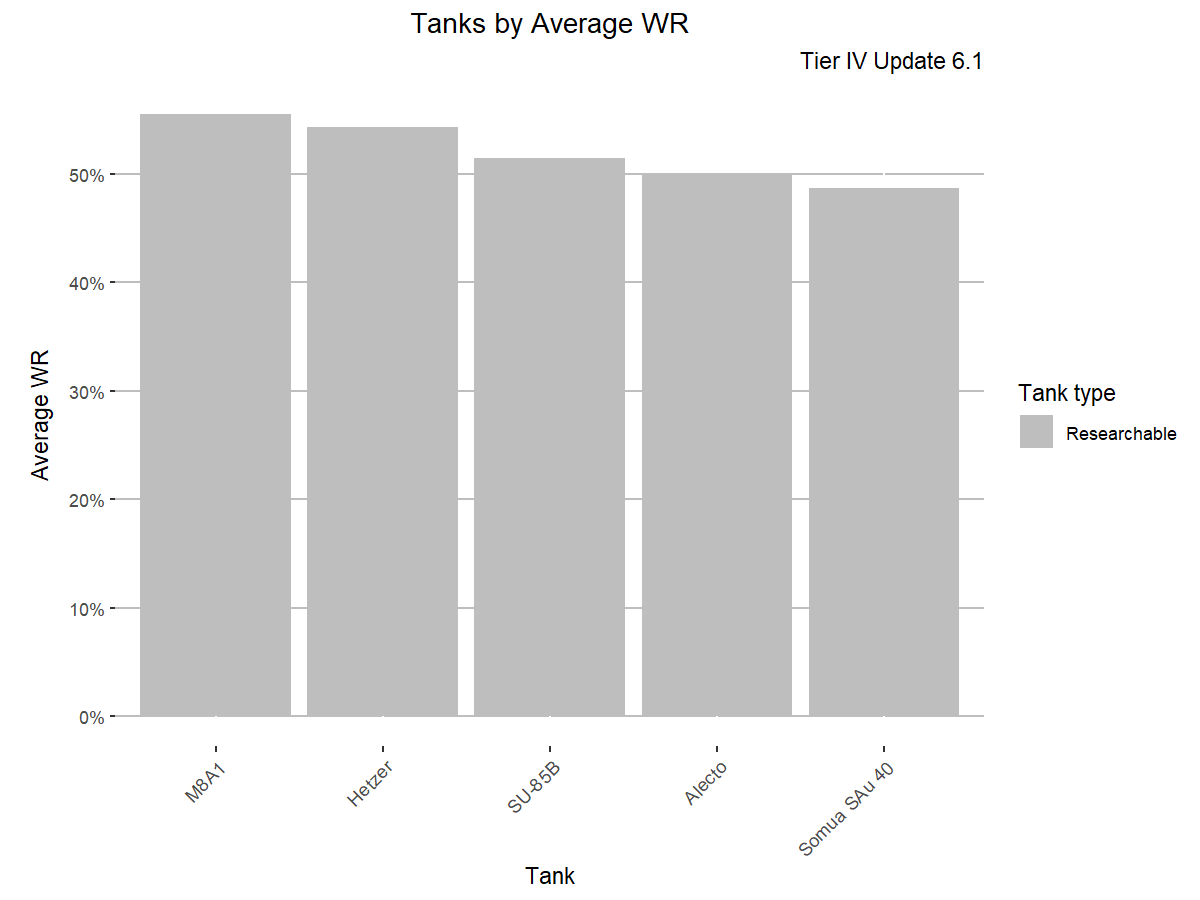 Tanks by Average WR
Tier IV Update 6.1
Average WR
50%
40%
30%
20%
10%
0%
M8A1
Hetzer
SU-85B
Alecto
Somua SAu 40
Tank
Tank type
Researchable